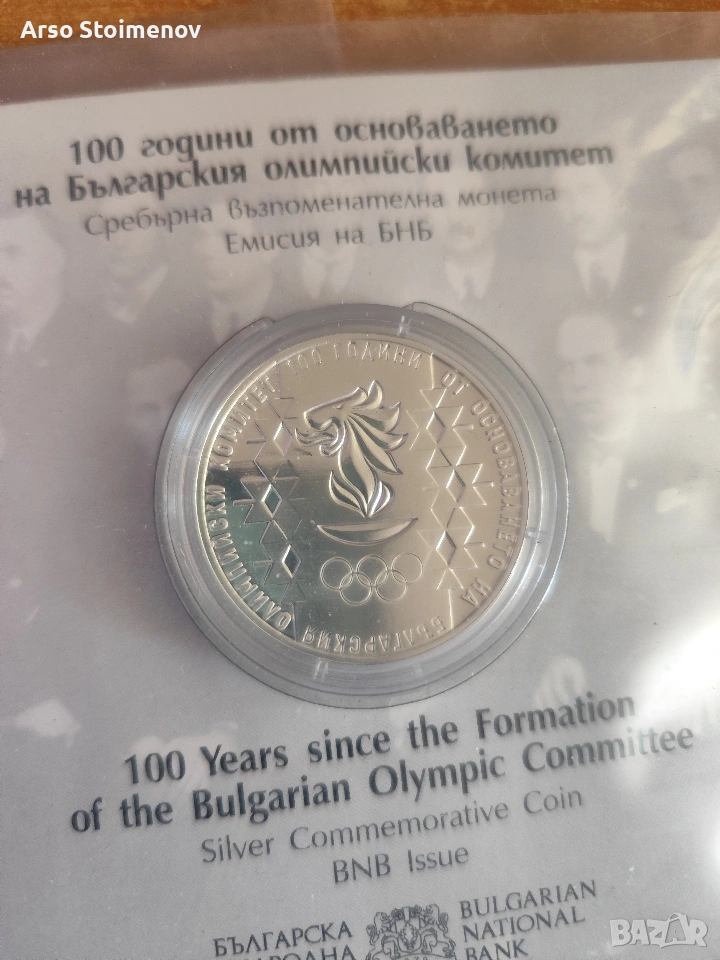 Arso Stoimenov
100 години от основаването
на Българския олимпийски комитет
Сребърна възпоменателна монета
Емисия на БНБ
100 ГОДИНИ ОТ ОСНОВАВАНЕТО НА БЪЛГАРСКИЯ ОЛИМПИЙСКИ КОМИТЕТ
100 Years since the Formation
of the Bulgarian Olympic Committee
Silver Commemorative Coin
BNB Issue
БЪЛГАРСКА
BULGARIAN
NATIONAL
BANK
BAZAR